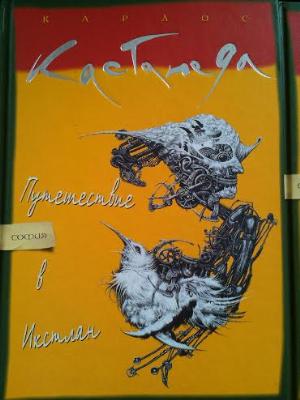 КАРЛОС
Кастанеда
Путешествие
СОФИЯ
в
Икстлан